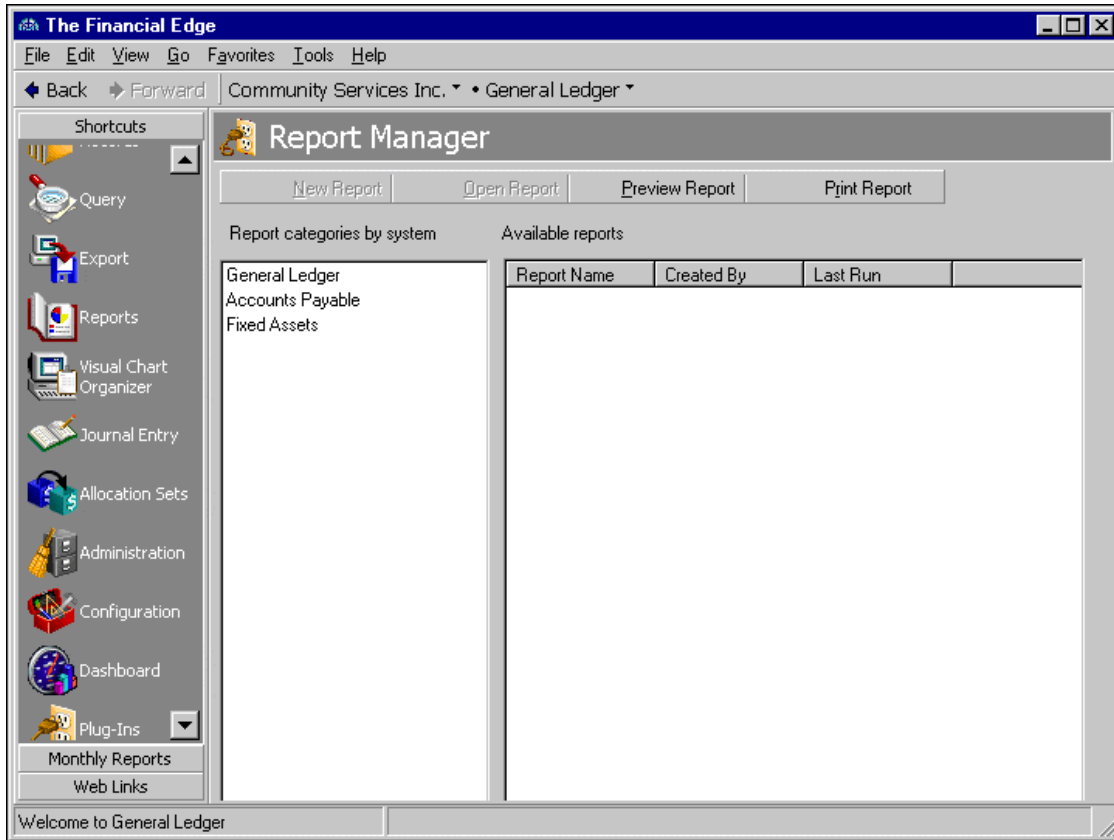 The Financial Edge
File Edit View Go Favorites Tools Help
Back Forward Community Services Inc. • General Ledger
Shortcuts
Report Manager
New Report Open Report Preview Report Print Report
Query
Report categories by system Available reports
Export
General Ledger Report Name Created By Last Run
Accounts Payable
Fixed Assets
Reports
Visual Chart
Organizer
Journal Entry
Allocation Sets
Administration
Configuration
Dashboard
Plug-Ins
Monthly Reports
Web Links
Welcome to General Ledger